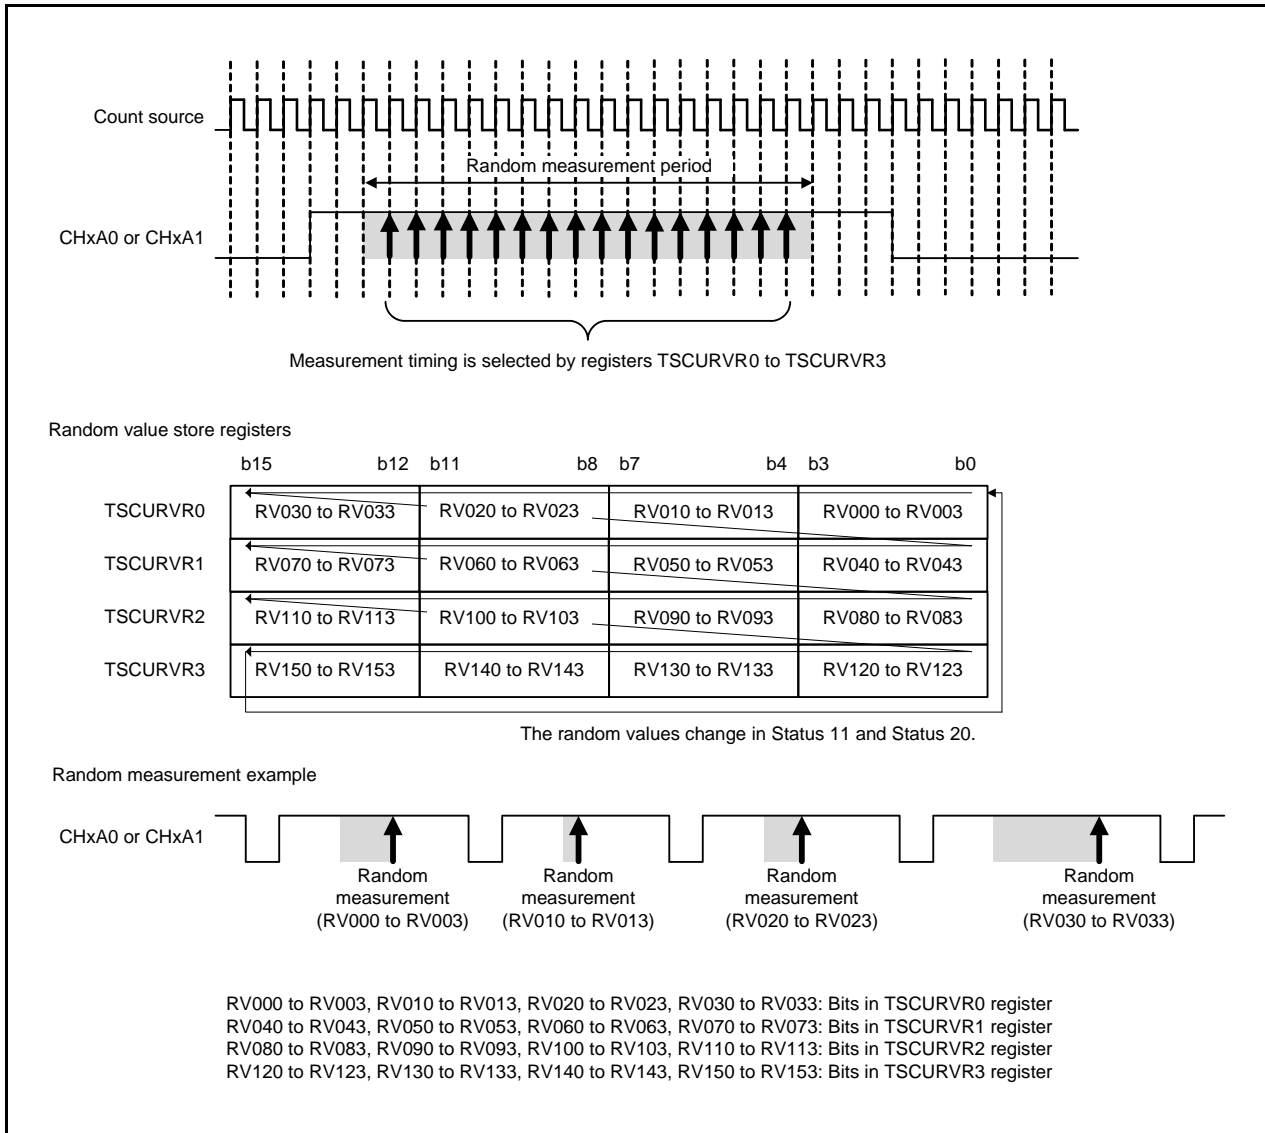 Count source
Random measurement period
CHxA0 or CHxA1
Measurement timing is selected by registers TSCURVR0 to TSCURVR3
Random value store registers
b15 b12 b11 b8 b7 b4 b3 b0
TSCURVR0 RV030 to RV033 RV020 to RV023 RV010 to RV013 RV000 to RV003
TSCURVR1 RV070 to RV073 RV060 to RV063 RV050 to RV053 RV040 to RV043
TSCURVR2 RV110 to RV113 RV100 to RV103 RV090 to RV093 RV080 to RV083
TSCURVR3 RV150 to RV153 RV140 to RV143 RV130 to RV133 RV120 to RV123
The random values change in Status 11 and Status 20.
Random measurement example
CHxA0 or CHxA1
Random Random Random Random
measurement measurement measurement measurement
(RV000 to RV003) (RV010 to RV013) (RV020 to RV023) (RV030 to RV033)
RV000 to RV003, RV010 to RV013, RV020 to RV023, RV030 to RV033: Bits in TSCURVR0 register
RV040 to RV043, RV050 to RV053, RV060 to RV063, RV070 to RV073: Bits in TSCURVR1 register
RV080 to RV083, RV090 to RV093, RV100 to RV103, RV110 to RV113: Bits in TSCURVR2 register
RV120 to RV123, RV130 to RV133, RV140 to RV143, RV150 to RV153: Bits in TSCURVR3 register